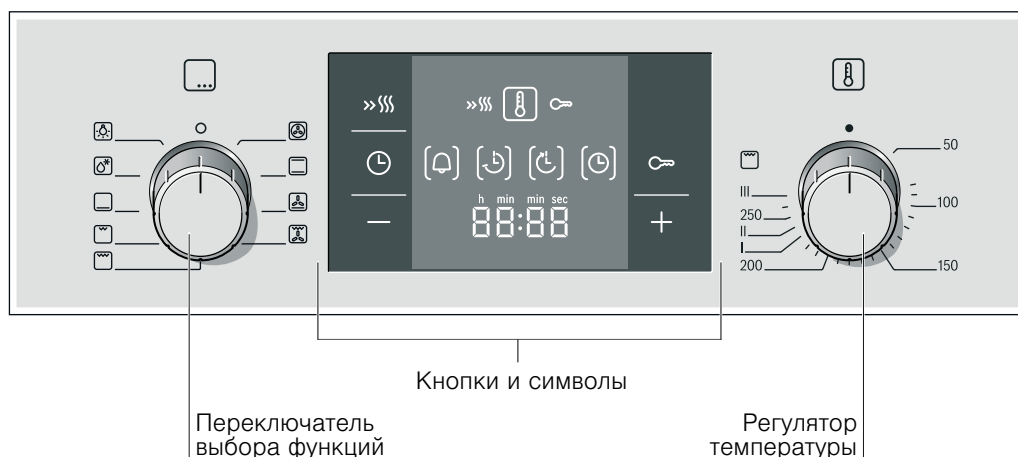 h min min sec
88:88
50
100
150
200
I
II
250
III
Кнопки и символы
Переключатель
выбора функций
Регулятор
температуры